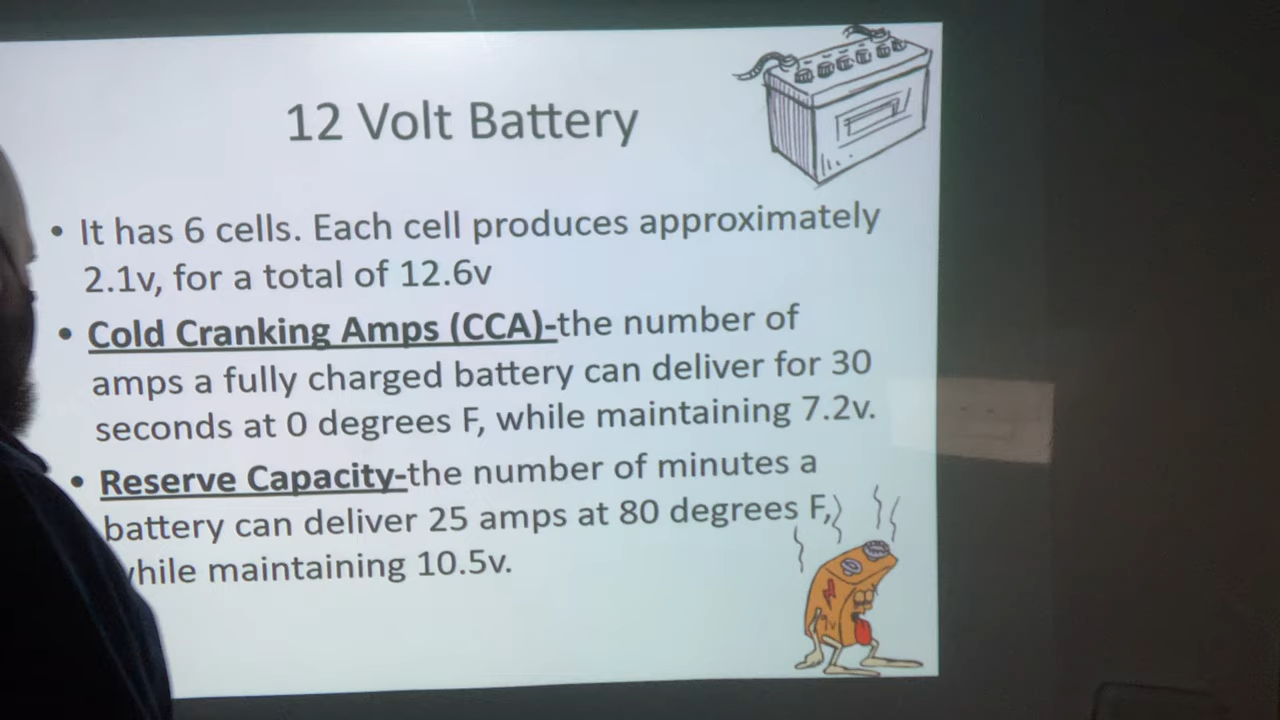 12 Volt Battery
• It has 6 cells. Each cell produces approximately
2.1v, for a total of 12.6v
• Cold Cranking Amps (CCA)-the number of
amps a fully charged battery can deliver for 30
seconds at 0 degrees F, while maintaining 7.2v.
• Reserve Capacity-the number of minutes a
battery can deliver 25 amps at 80 degrees F,
while maintaining 10.5v.
9v